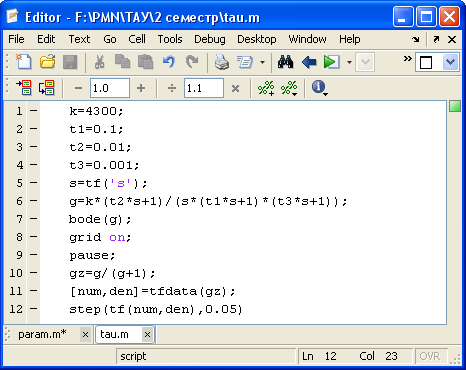 Editor - F:\PMN\ТАУ\2 семестр\tau.m
File Edit Text Go Cell Tools Debug Desktop Window Help
- 1.0 + ÷ 1.1 ×
1 - k=4300;
2 - t1=0.1;
3 - t2=0.01;
4 - t3=0.001;
5 - s=tf('s');
6 - g=k*(t2*s+1)/(s*(t1*s+1)*(t3*s+1));
7 - bode(g);
8 - grid on;
9 - pause;
10 - gz=g/(g+1);
11 - [num,den]=tfdata(gz);
12 - step(tf(num,den),0.05)
param.m* × tau.m ×
script Ln 12 Col 23 OVR